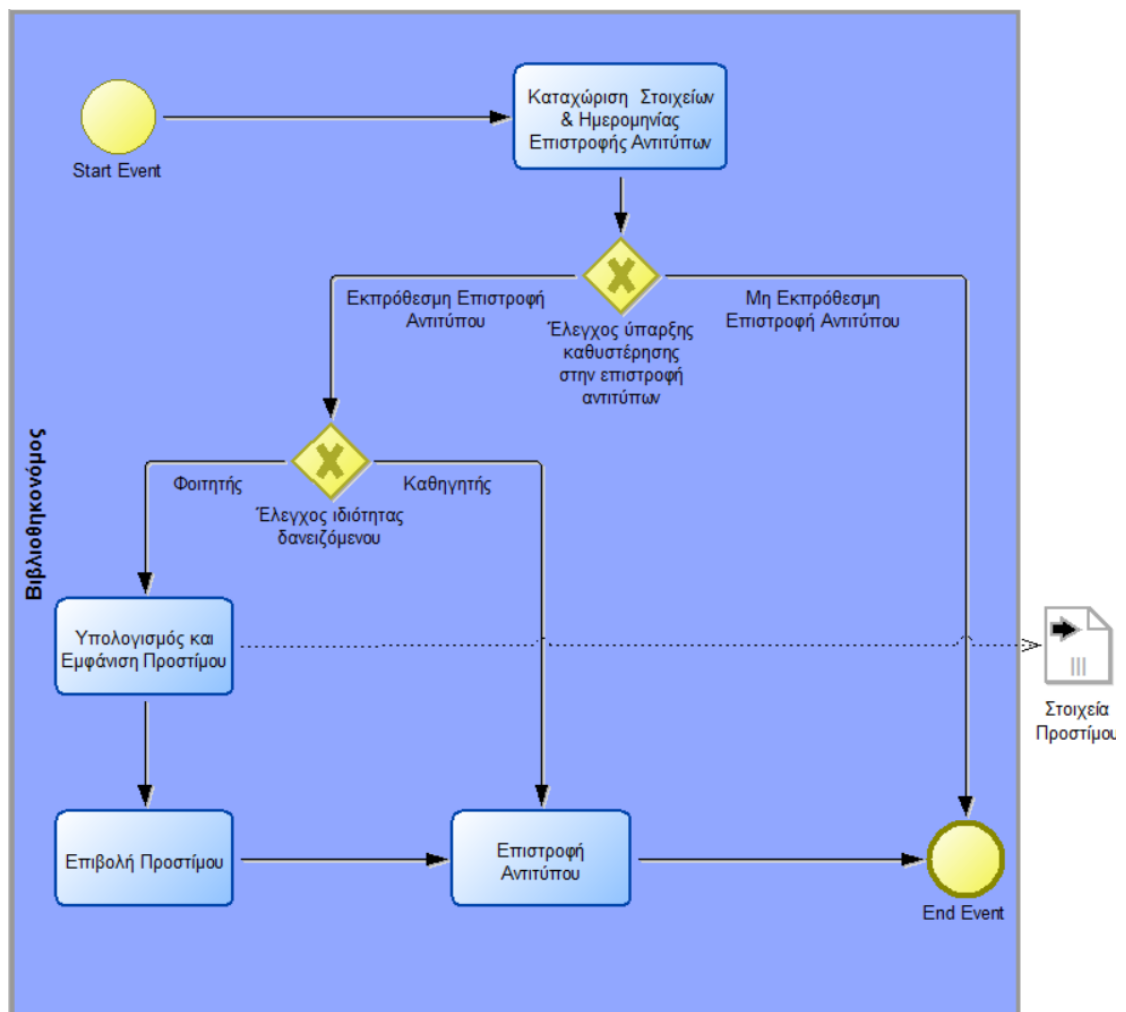 Start Event
Καταχώριση Στοιχείων
& Ημερομηνίας
Επιστροφής Αντιτύπων
Εκπρόθεσμη Επιστροφή
Αντιτύπου
Μη Εκπρόθεσμη
Επιστροφή Αντιτύπου
Έλεγχος ύπαρξης
καθυστέρησης
στην επιστροφή
αντιτύπων
Βιβλιοθηκονόμος
Φοιτητής
Καθηγητής
Έλεγχος ιδιότητας
δανειζόμενου
Υπολογισμός και
Εμφάνιση Προστίμου
Στοιχεία
Προστίμου
Επιβολή Προστίμου
Επιστροφή
Αντιτύπου
End Event